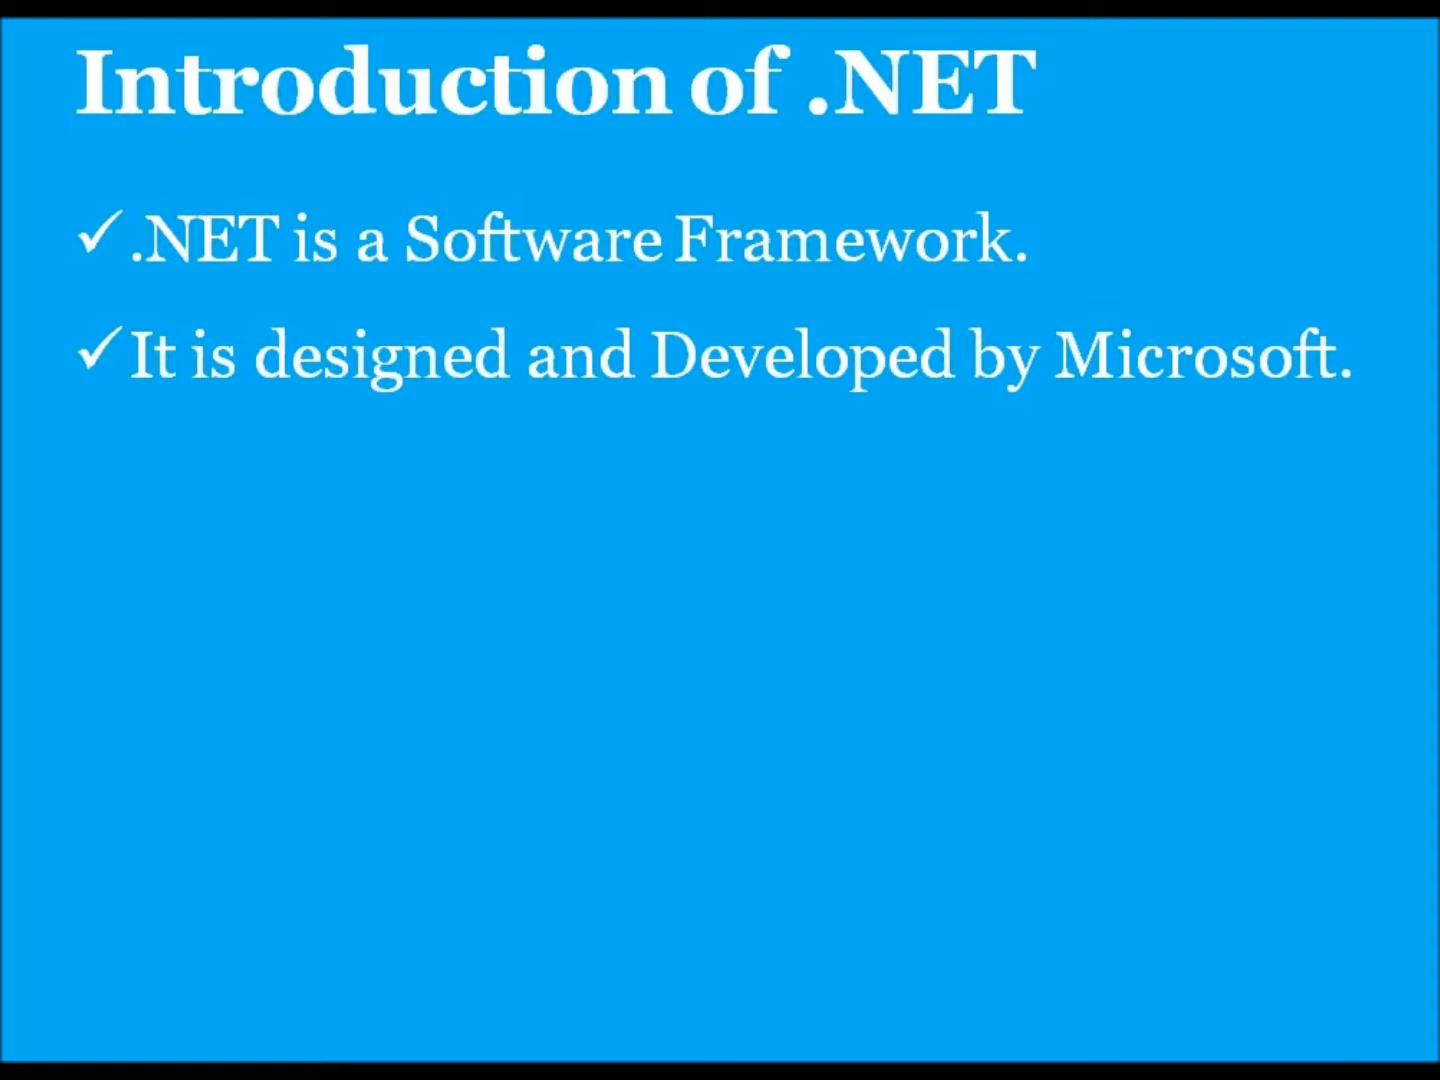 Introduction of .NET
✓.NET is a Software Framework.
✓It is designed and Developed by Microsoft.